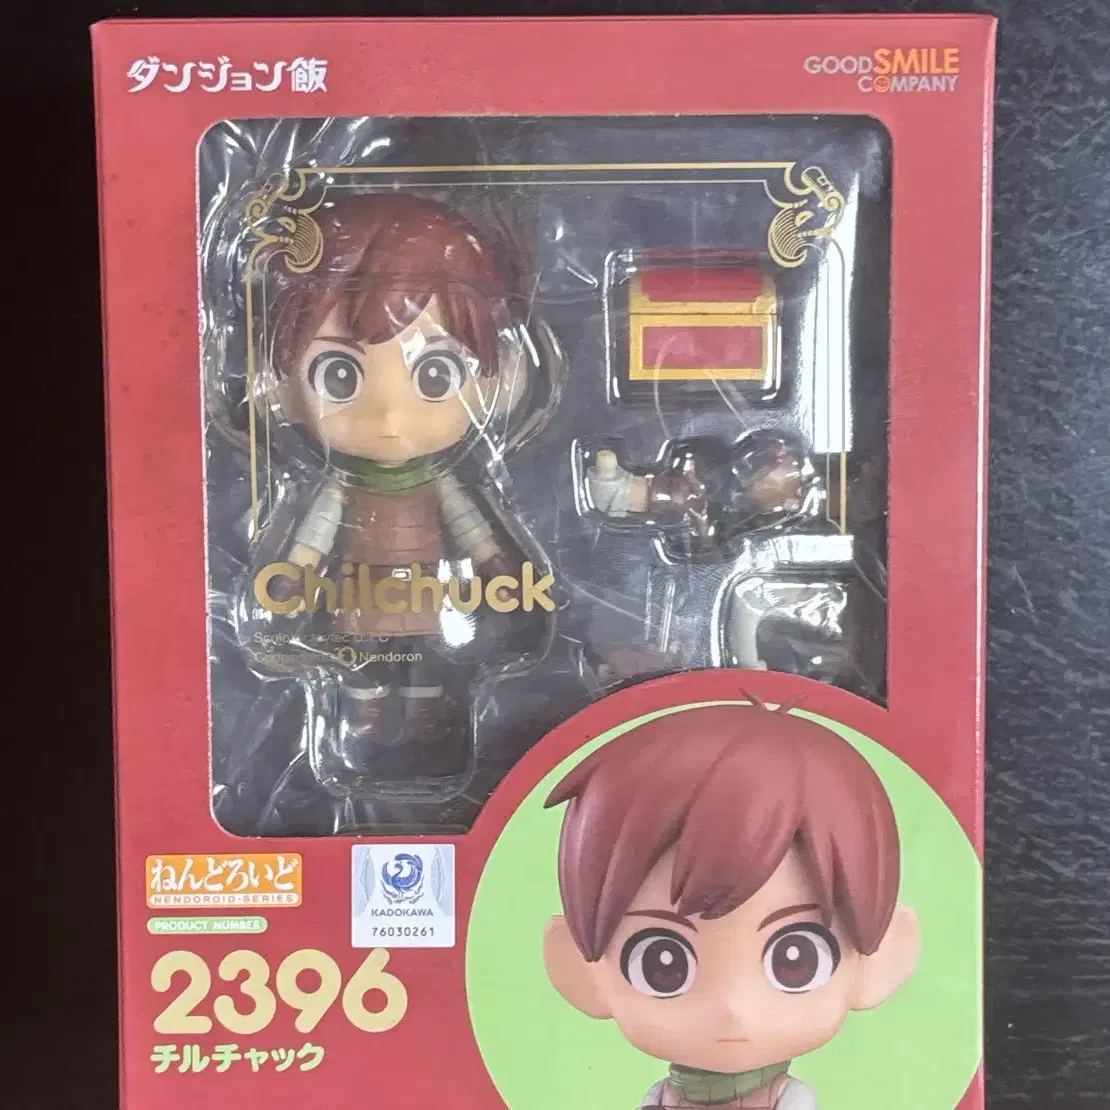 ダンジョン飯
GOOD SMILE
COMPANY
Chilchuck
Nendoron
ねんどろいど
NENDOROID·SERIES
PRODUCT NUMBER
KADOKAWA
76030261
2396
チルチャック